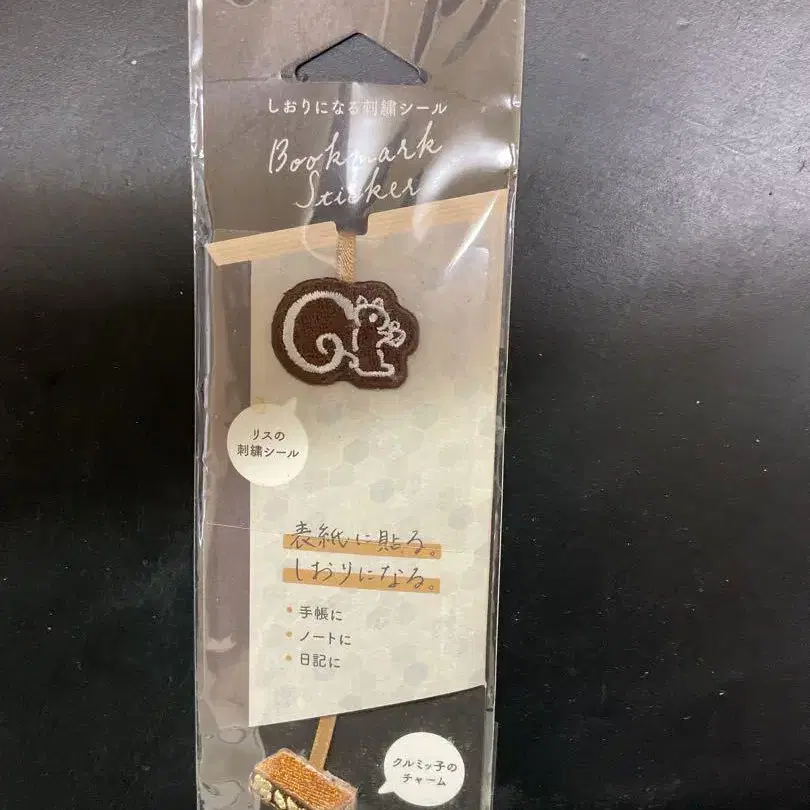 しおりになる刺繍シール
Bookmark
Sticker
リスの
刺繍シール
表紙に貼る。
しおりになる。
・手帳に
・ノートに
・日記に
クルミッ子の
チャーム